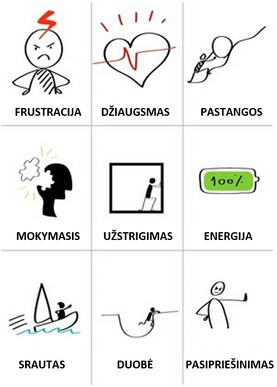 FRUSTRACIJA
DŽIAUGSMAS
PASTANGOS
MOKYMASIS
UŽSTRIGIMAS
100%
ENERGIJA
SRAUTAS
DUOBĖ
PASIPRIEŠINIMAS